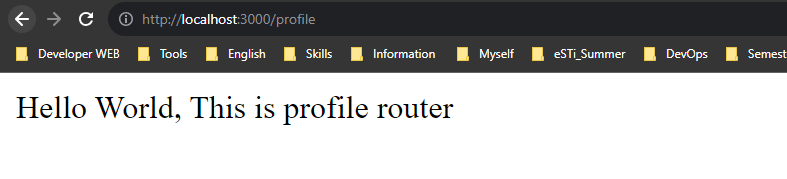 http://localhost:3000/profile
Developer WEB Tools English Skills Information Myself eSTi_Summer DevOps Semest
Hello World, This is profile router